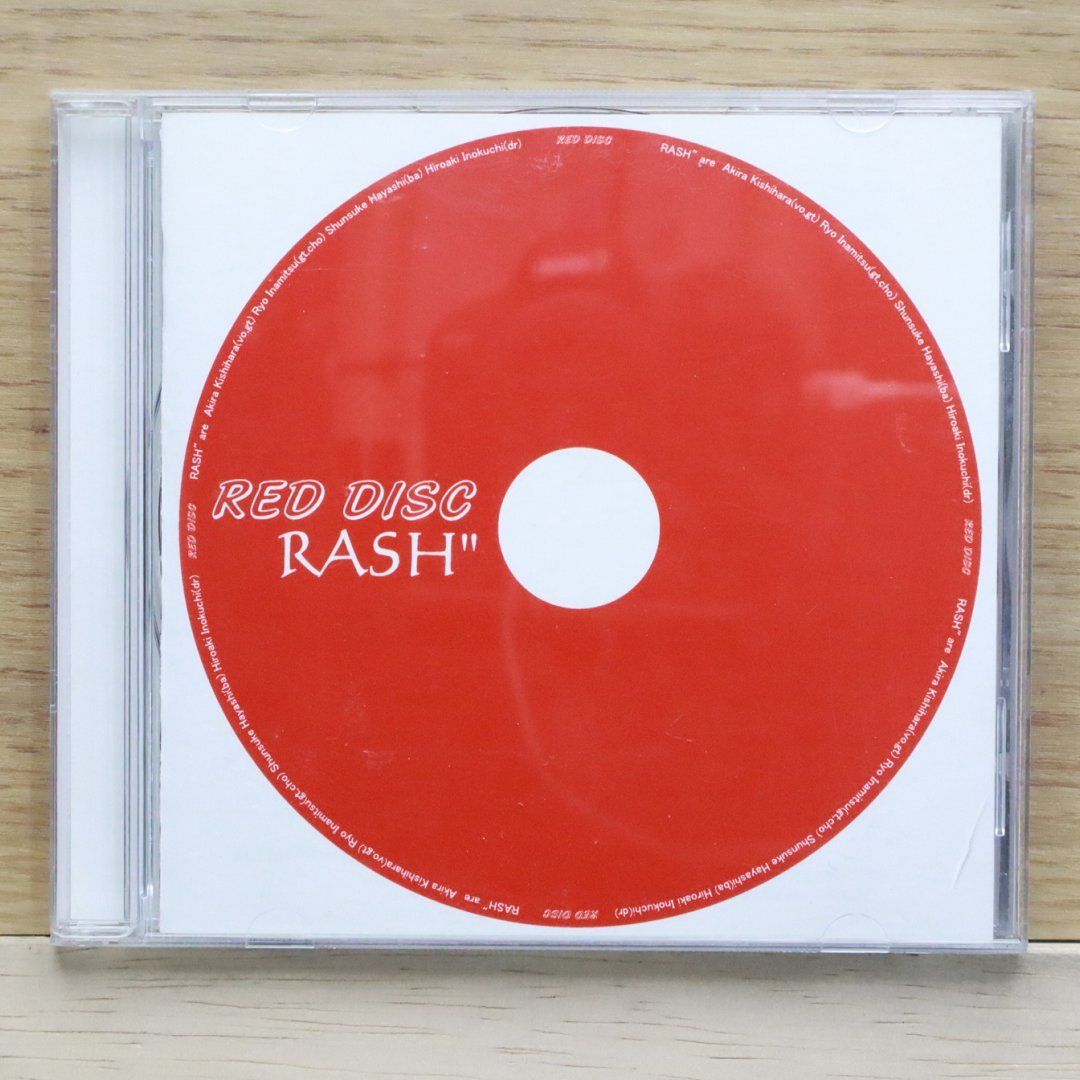 RED DISC
RASH"
RED DISC
RASH" are Akira Kishihara(vo,gt) Ryo Inamitsu(gt,cho) Shunsuke Hayashi(ba) Hiroaki Inokuchi(dr)
RED DISC
RASH" are Akira Kishihara(vo,gt) Ryo Inamitsu(gt,cho) Shunsuke Hayashi(ba) Hiroaki Inokuchi(dr)
RED DISC
RASH" are Akira Kishihara(vo,gt) Ryo Inamitsu(gt,cho) Shunsuke Hayashi(ba) Hiroaki Inokuchi(dr)
RED DISC
RASH" are Akira Kishihara(vo,gt) Ryo Inamitsu(gt,cho) Shunsuke Hayashi(ba) Hiroaki Inokuchi(dr)